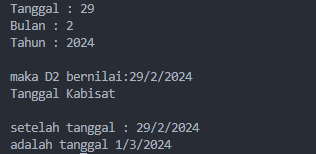 Tanggal : 29
Bulan : 2
Tahun : 2024
maka D2 bernilai:29/2/2024
Tanggal Kabisat
setelah tanggal : 29/2/2024
adalah tanggal 1/3/2024